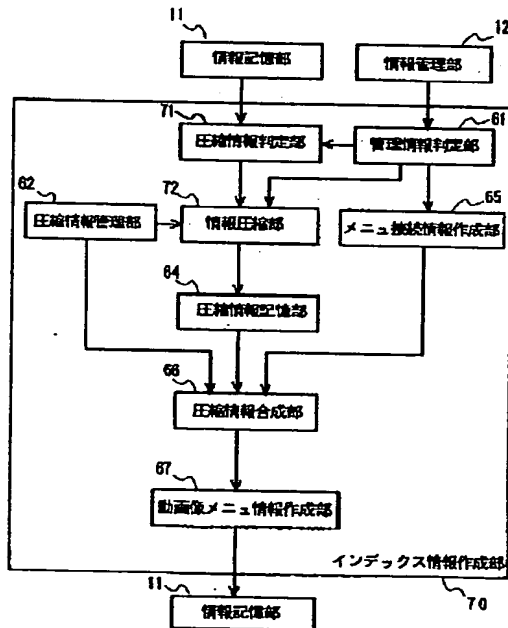 11
12
情報記憶部
情報管理部
71
61
圧縮情報判定部
管理情報判定部
62
72
65
圧縮情報管理部
情報圧縮部
メニュ接続情報作成部
64
圧縮情報記憶部
66
圧縮情報合成部
67
動画像メニュ情報作成部
インデックス情報作成部
11
70
情報記憶部